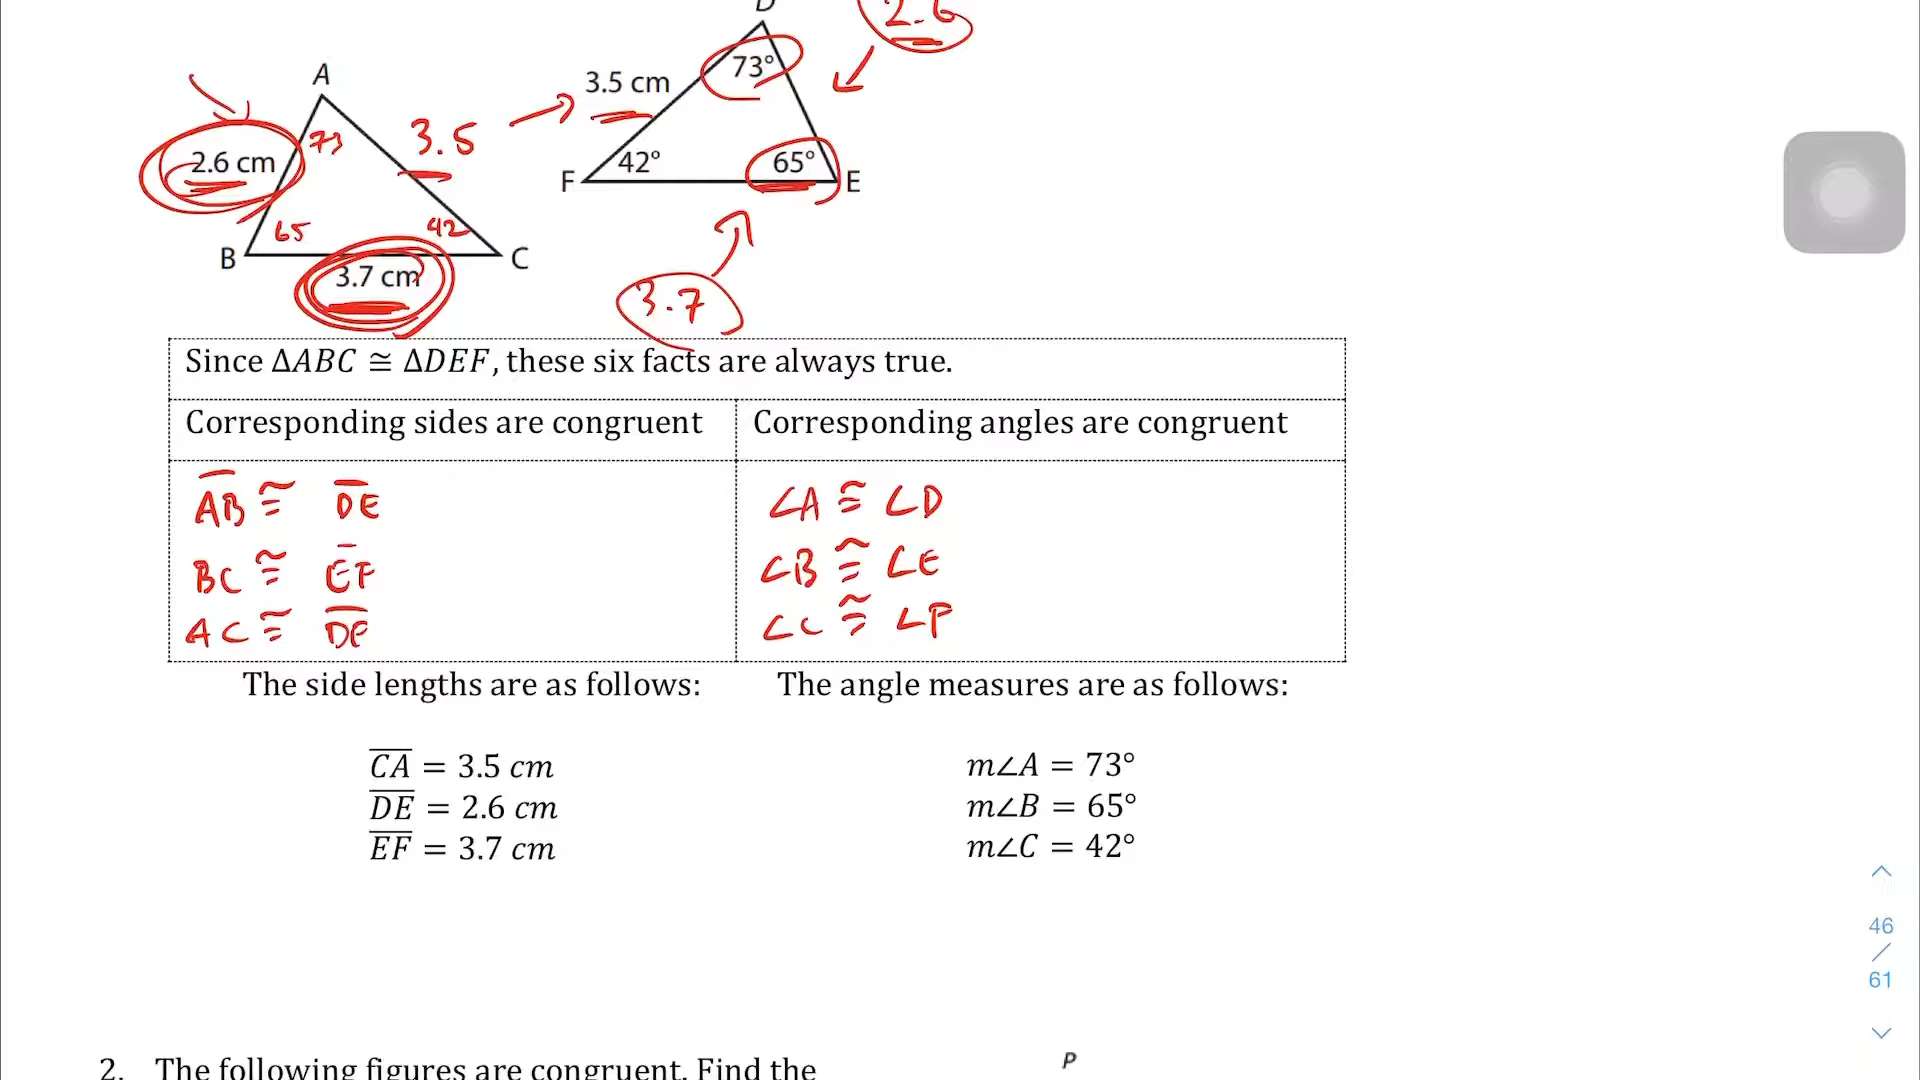 D
2.6
A
73°
3.5 cm
73
3.5
2.6 cm
42°
65°
F
E
65
42
B
C
3.7 cm
3.7
Since ΔABC ≅ ΔDEF, these six facts are always true.
Corresponding sides are congruent
Corresponding angles are congruent
AB ≅ DE
BC ≅ EF
AC ≅ DF
∠A ≅ ∠D
∠B ≅ ∠E
∠C ≅ ∠F
The side lengths are as follows:
The angle measures are as follows:
CA = 3.5 cm
DE = 2.6 cm
EF = 3.7 cm
m∠A = 73°
m∠B = 65°
m∠C = 42°
46
/
61
2. The following figures are congruent. Find the
P